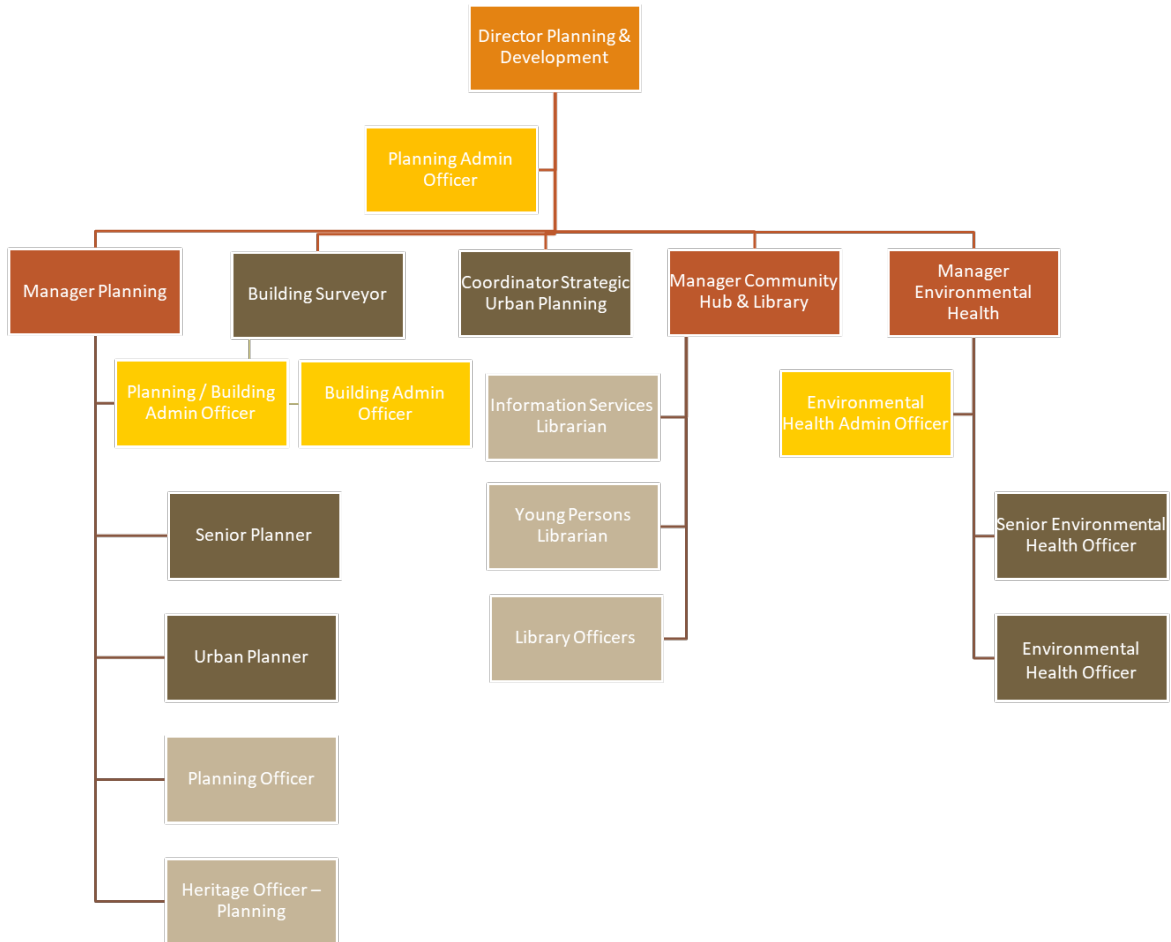 Director Planning &
Development
Planning Admin
Officer
Manager Planning
Building Surveyor
Coordinator Strategic
Urban Planning
Manager Community
Hub & Library
Manager
Environmental
Health
Planning / Building
Admin Officer
Building Admin
Officer
Information Services
Librarian
Environmental
Health Admin Officer
Senior Planner
Young Persons
Librarian
Senior Environmental
Health Officer
Urban Planner
Library Officers
Environmental
Health Officer
Planning Officer
Heritage Officer –
Planning